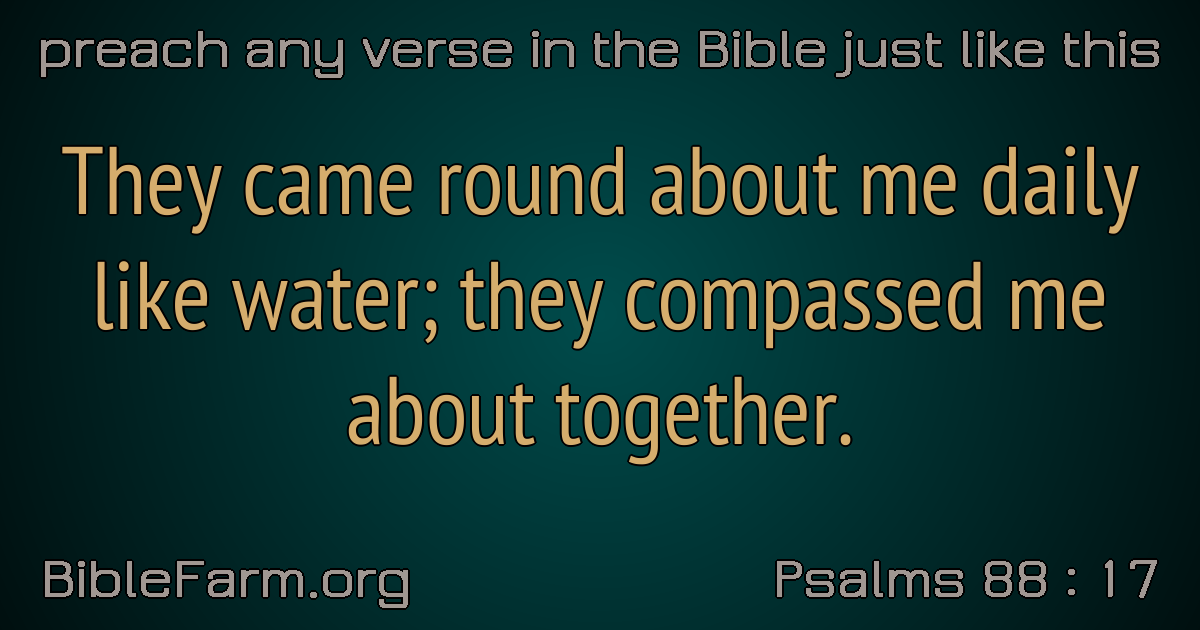 preach any verse in the Bible just like this
They came round about me daily
like water; they compassed me
about together.
BibleFarm.org
Psalms 88 : 17